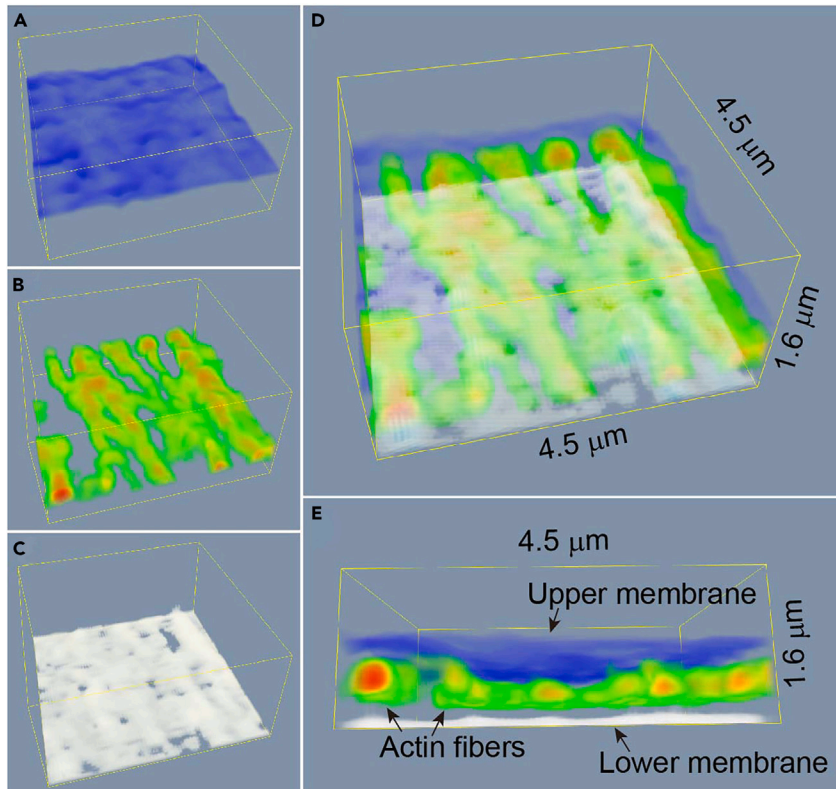 A
D
4.5 μm
B
1.6 μm
4.5 μm
C
E
4.5 μm
Upper membrane
1.6 μm
Actin fibers
Lower membrane